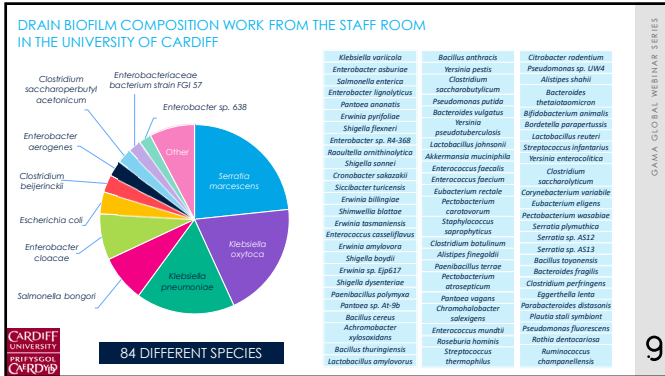 DRAIN BIOFILM COMPOSITION WORK FROM THE STAFF ROOM
IN THE UNIVERSITY OF CARDIFF
Clostridium
saccharoperbutyl
acetonicum
Enterobacteriaceae
bacterium strain FGI 57
Enterobacter sp. 638
Enterobacter
aerogenes
Clostridium
beijerinckii
Escherichia coli
Enterobacter
cloacae
Salmonella bongori
Other
Serratia
marcescens
Klebsiella
oxytoca
Klebsiella
pneumoniae
CARDIFF
UNIVERSITY
PRIFYSGOL
CAERDYDD
84 DIFFERENT SPECIES
Klebsiella variicola
Enterobacter asburiae
Salmonella enterica
Enterobacter lignolyticus
Pantoea ananatis
Erwinia pyrifoliae
Shigella flexneri
Enterobacter sp. R4-368
Raoultella ornithinolytica
Shigella sonnei
Cronobacter sakazakii
Siccibacter turicensis
Erwinia billingiae
Shimwellia blattae
Erwinia tasmaniensis
Enterococcus casseliflavus
Erwinia amylovora
Shigella boydii
Erwinia sp. Ejp617
Shigella dysenteriae
Paenibacillus polymyxa
Pantoea sp. At-9b
Bacillus cereus
Achromobacter
xylosoxidans
Bacillus thuringiensis
Lactobacillus amylovorus
Bacillus anthracis
Yersinia pestis
Clostridium
saccharobutylicum
Pseudomonas putida
Bacteroides vulgatus
Yersinia
pseudotuberculosis
Lactobacillus johnsonii
Akkermansia muciniphila
Enterococcus faecalis
Enterococcus faecium
Eubacterium rectale
Pectobacterium
carotovorum
Staphylococcus
saprophyticus
Clostridium botulinum
Alistipes finegoldii
Paenibacillus terrae
Pectobacterium
atrosepticum
Pantoea vagans
Chromohalobacter
salexigens
Enterococcus mundtii
Roseburia hominis
Streptococcus
thermophilus
Citrobacter rodentium
Pseudomonas sp. UW4
Alistipes shahii
Bacteroides
thetaiotaomicron
Bifidobacterium animalis
Bordetella parapertussis
Lactobacillus reuteri
Streptococcus infantarius
Yersinia enterocolitica
Clostridium
saccharolyticum
Corynebacterium variabile
Eubacterium eligens
Pectobacterium wasabiae
Serratia plymuthica
Serratia sp. AS12
Serratia sp. AS13
Bacillus toyonensis
Bacteroides fragilis
Clostridium perfringens
Eggerthella lenta
Parabacteroides distasonis
Plautia stali symbiont
Pseudomonas fluorescens
Rothia dentocariosa
Ruminococcus
champanellensis
GAMA GLOBAL WEBINAR SERIES
9